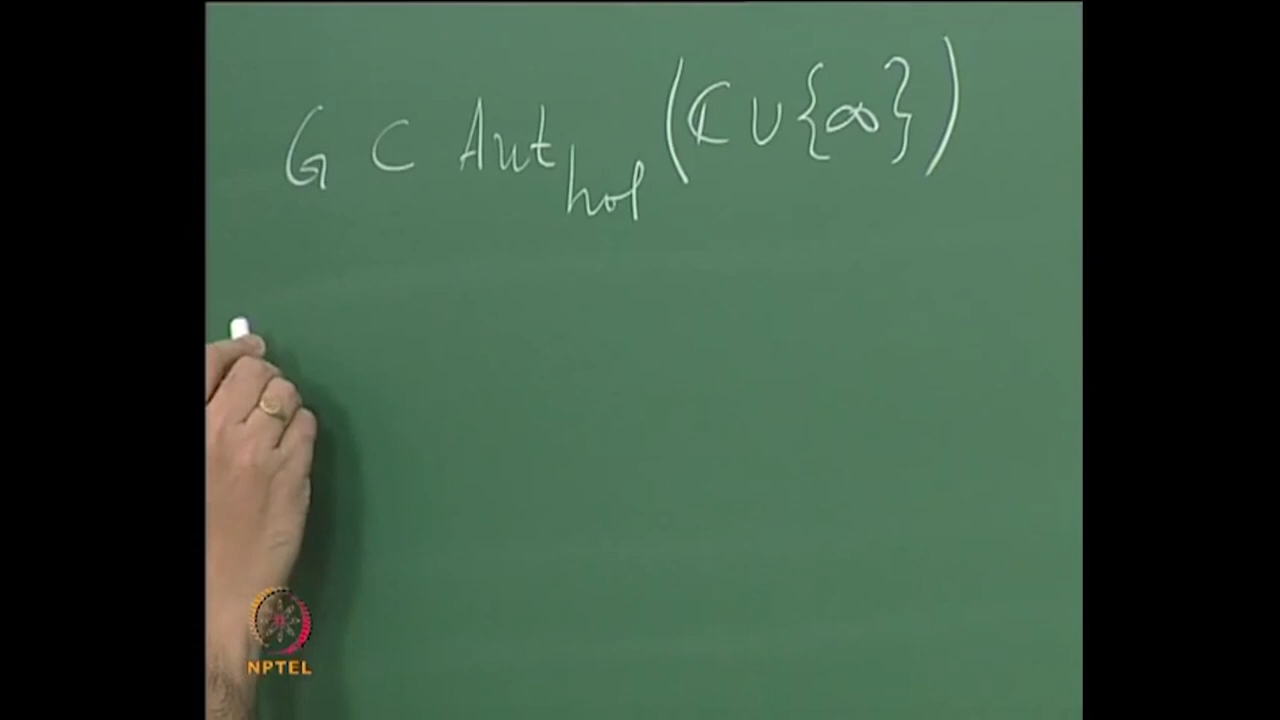 G ⊂ Aut_hol (ℂ ∪ {∞})
NPTEL